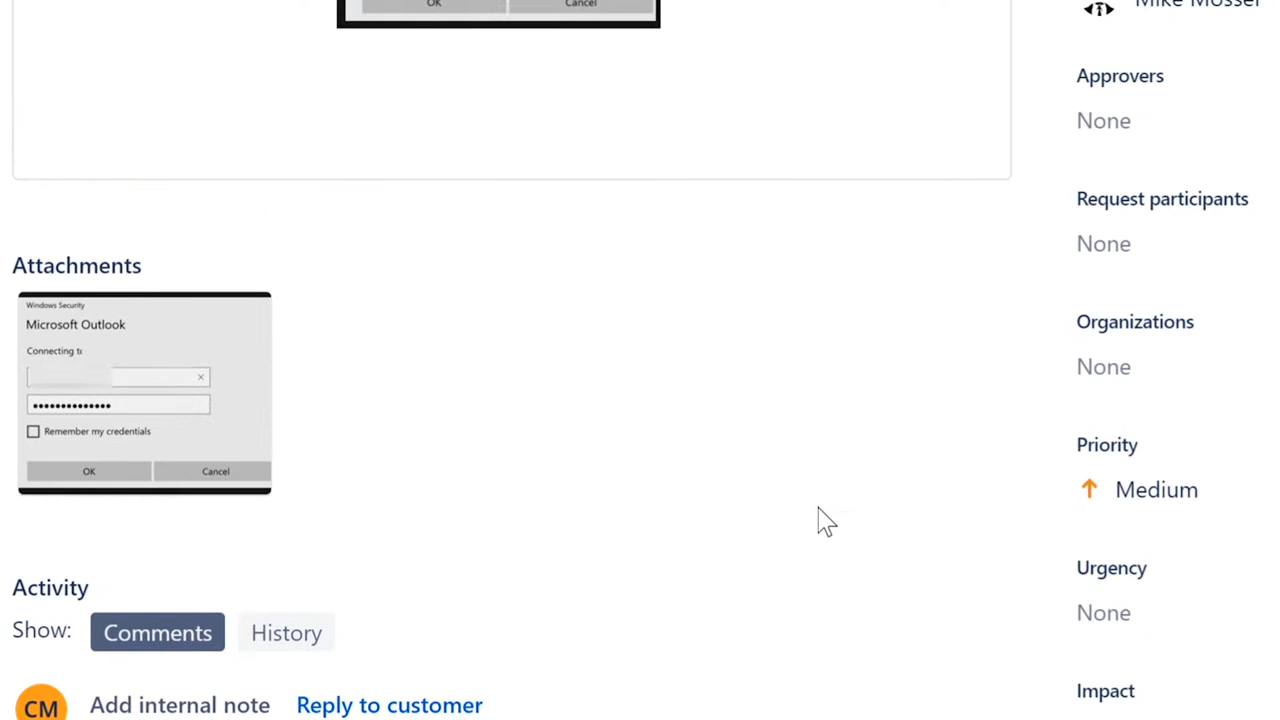 OK Cancel
Mike Mosser
Approvers
None
Request participants
None
Attachments
Windows Security
Microsoft Outlook
Connecting to
Remember my credentials
OK Cancel
Organizations
None
Priority
Medium
Urgency
None
Activity
Show: Comments History
CM Add internal note Reply to customer
Impact